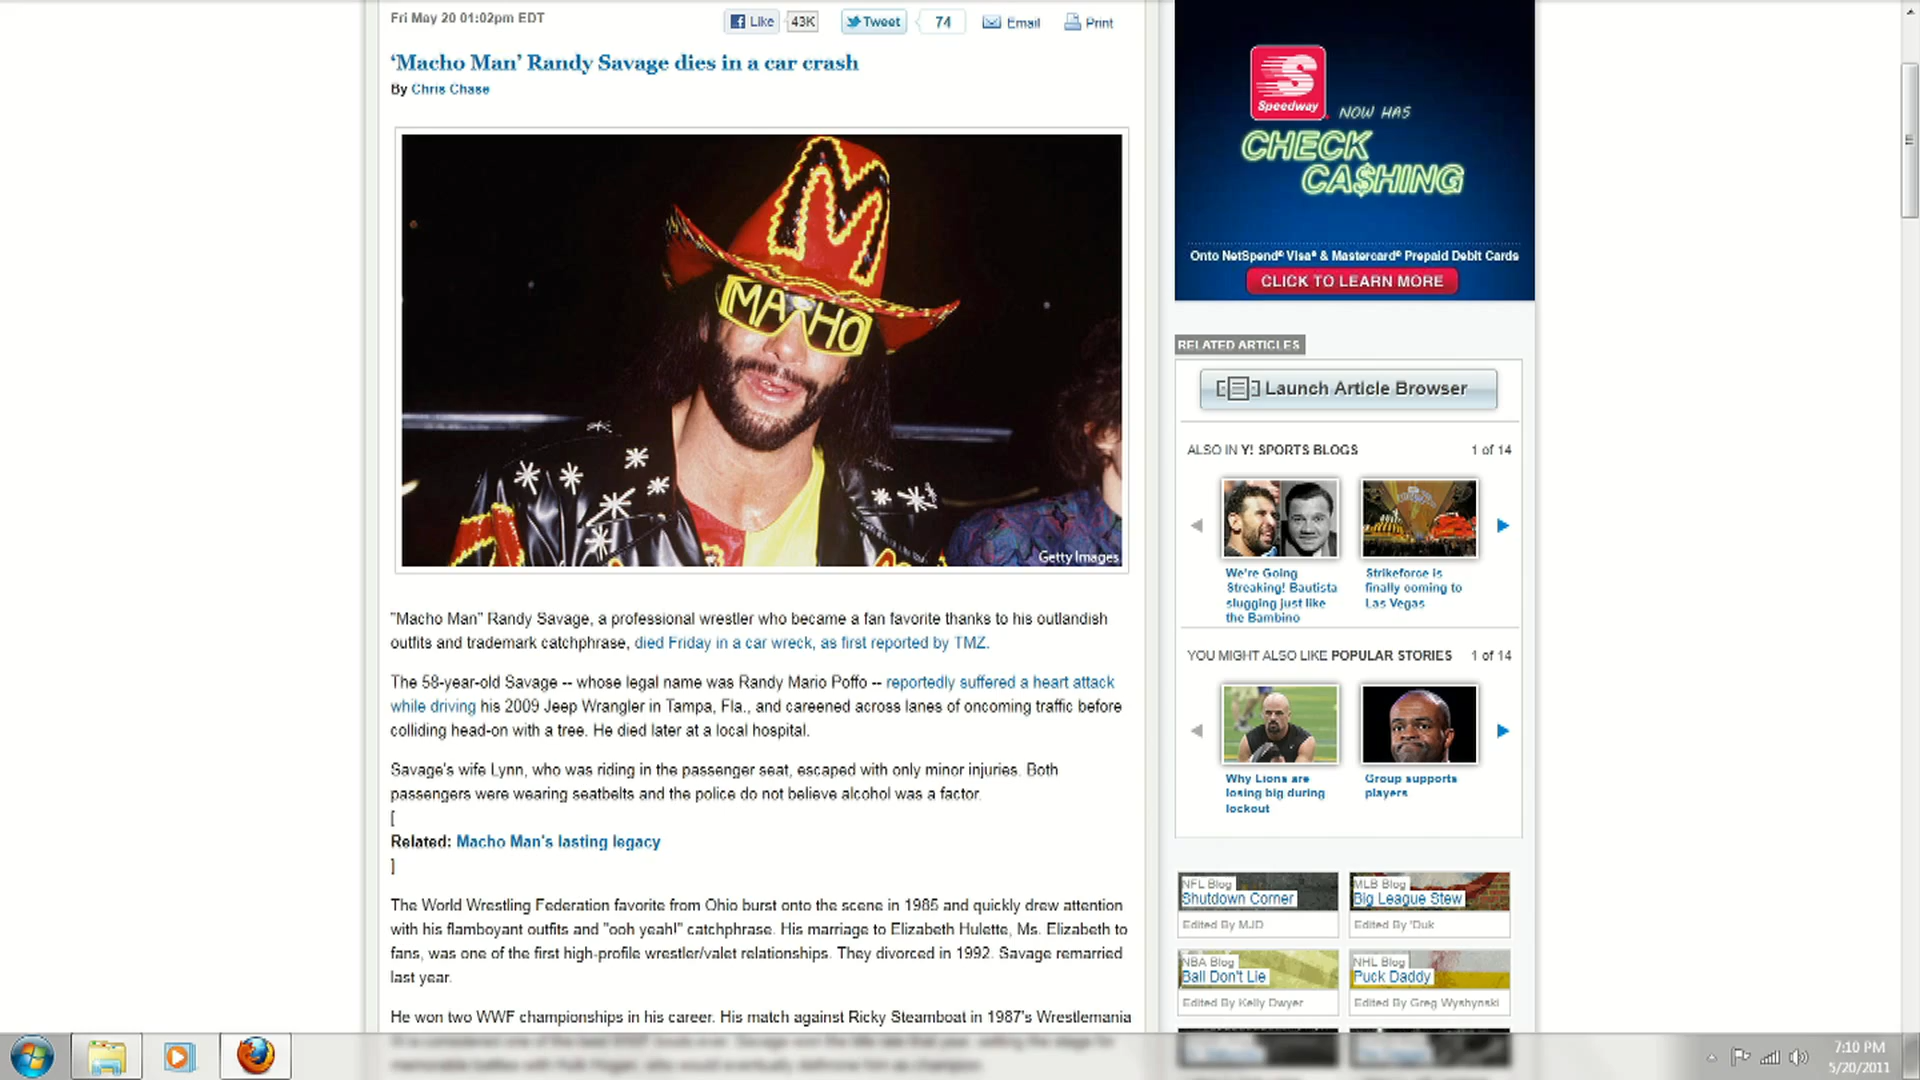 Fri May 20 01:02pm EDT
Like 43K Tweet 74 Email Print
‘Macho Man’ Randy Savage dies in a car crash
By Chris Chase
M
MACHO
Getty Images
"Macho Man" Randy Savage, a professional wrestler who became a fan favorite thanks to his outlandish
outfits and trademark catchphrase, died Friday in a car wreck, as first reported by TMZ.
The 58-year-old Savage -- whose legal name was Randy Mario Poffo -- reportedly suffered a heart attack
while driving his 2009 Jeep Wrangler in Tampa, Fla., and careened across lanes of oncoming traffic before
colliding head-on with a tree. He died later at a local hospital.
Savage's wife Lynn, who was riding in the passenger seat, escaped with only minor injuries. Both
passengers were wearing seatbelts and the police do not believe alcohol was a factor.
[
Related: Macho Man's lasting legacy
]
The World Wrestling Federation favorite from Ohio burst onto the scene in 1985 and quickly drew attention
with his flamboyant outfits and "ooh yeah!" catchphrase. His marriage to Elizabeth Hulette, Ms. Elizabeth to
fans, was one of the first high-profile wrestler/valet relationships. They divorced in 1992. Savage remarried
last year.
He won two WWF championships in his career. His match against Ricky Steamboat in 1987's Wrestlemania
S
Speedway
NOW HAS
CHECK
CA$HING
Onto NetSpend® Visa® & Mastercard® Prepaid Debit Cards
CLICK TO LEARN MORE
RELATED ARTICLES
Launch Article Browser
ALSO IN Y! SPORTS BLOGS 1 of 14
We're Going
Streaking! Bautista
slugging just like
the Bambino
Strikeforce is
finally coming to
Las Vegas
YOU MIGHT ALSO LIKE POPULAR STORIES 1 of 14
Why Lions are
losing big during
lockout
Group supports
players
NFL Blog
Shutdown Corner
Edited By MJD
MLB Blog
Big League Stew
Edited By 'Duk
NBA Blog
Ball Don't Lie
Edited By Kelly Dwyer
NHL Blog
Puck Daddy
Edited By Greg Wyshynski
7:10 PM
5/20/2011